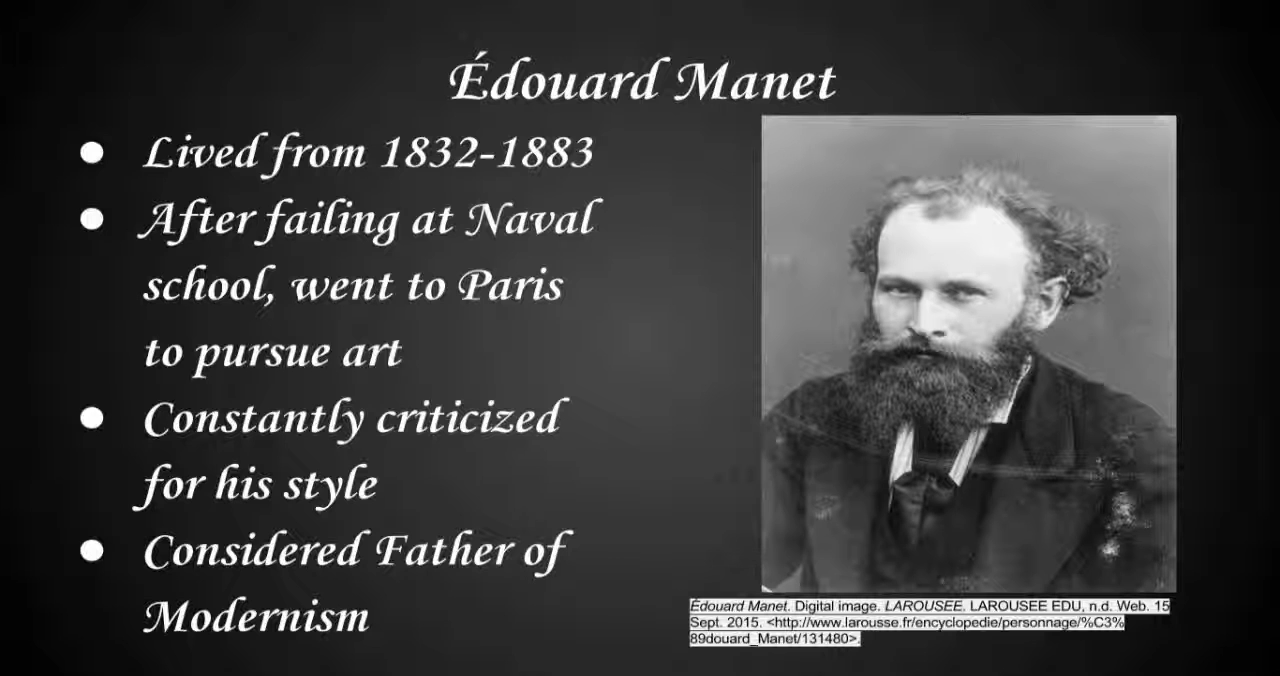 Édouard Manet
● Lived from 1832-1883
● After failing at Naval
school, went to Paris
to pursue art
● Constantly criticized
for his style
● Considered Father of
Modernism
Édouard Manet. Digital image. LAROUSEE. LAROUSEE EDU, n.d. Web. 15
Sept. 2015. <http://www.larousse.fr/encyclopedie/personnage/%C3%
89douard_Manet/131480>.